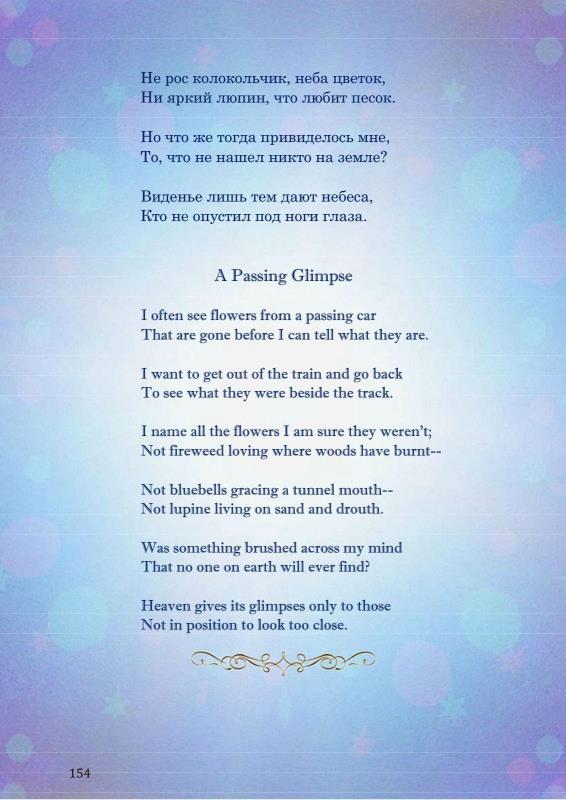 Не рос колокольчик, неба цветок,
Ни яркий люпин, что любит песок.
Но что же тогда привиделось мне,
То, что не нашел никто на земле?
Виденье лишь тем дают небеса,
Кто не опустил под ноги глаза.
A Passing Glimpse
I often see flowers from a passing car
That are gone before I can tell what they are.
I want to get out of the train and go back
To see what they were beside the track.
I name all the flowers I am sure they weren’t;
Not fireweed loving where woods have burnt--
Not bluebells gracing a tunnel mouth--
Not lupine living on sand and drouth.
Was something brushed across my mind
That no one on earth will ever find?
Heaven gives its glimpses only to those
Not in position to look too close.
154